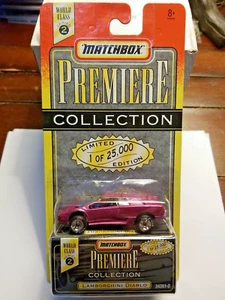 WORLD CLASS
SERIES 2
8+
MATCHBOX
PREMIERE
COLLECTION
LIMITED
1 OF 25,000
EDITION
MATCHBOX
WORLD CLASS
2
PREMIERE
COLLECTION
LAMBORGHINI DIABLO